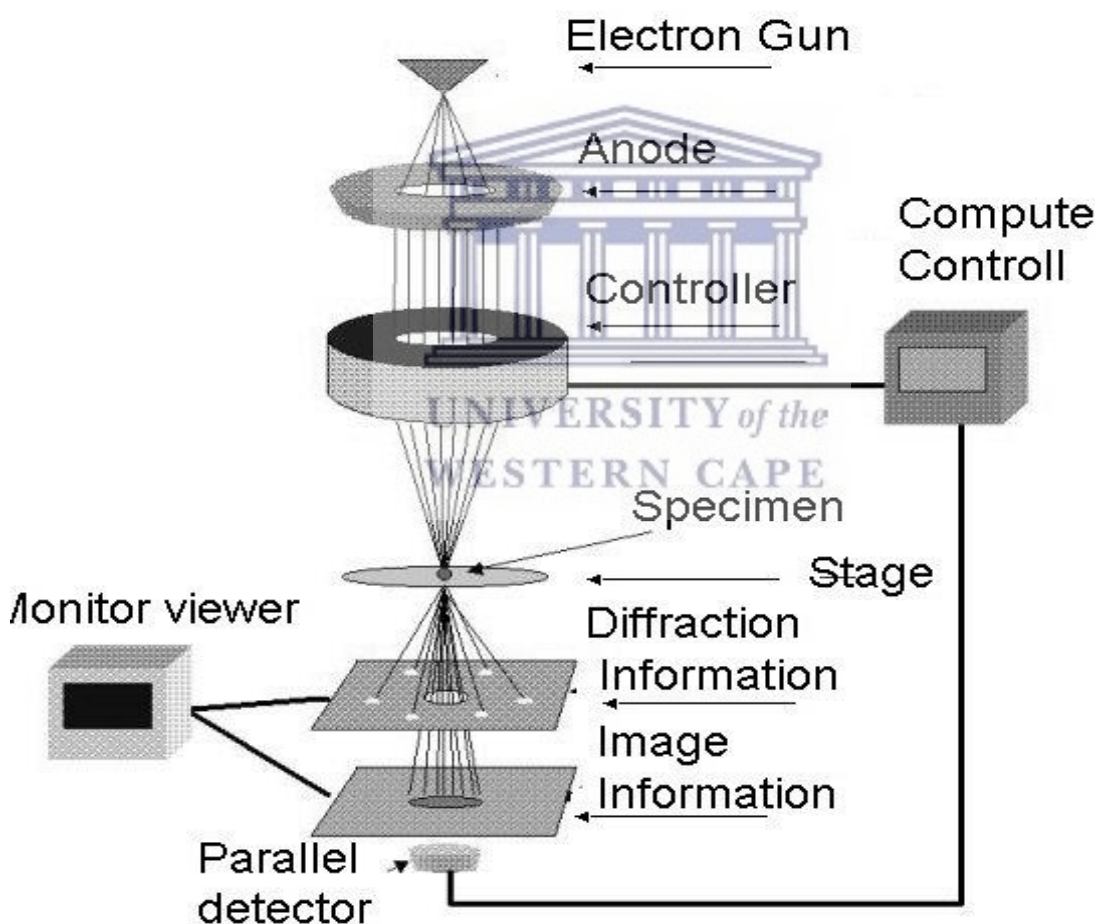 Electron Gun
Anode
Compute
Controll
Controller
UNIVERSITY of the
WESTERN CAPE
Specimen
Stage
Monitor viewer
Diffraction
Information
Image
Information
Parallel
detector